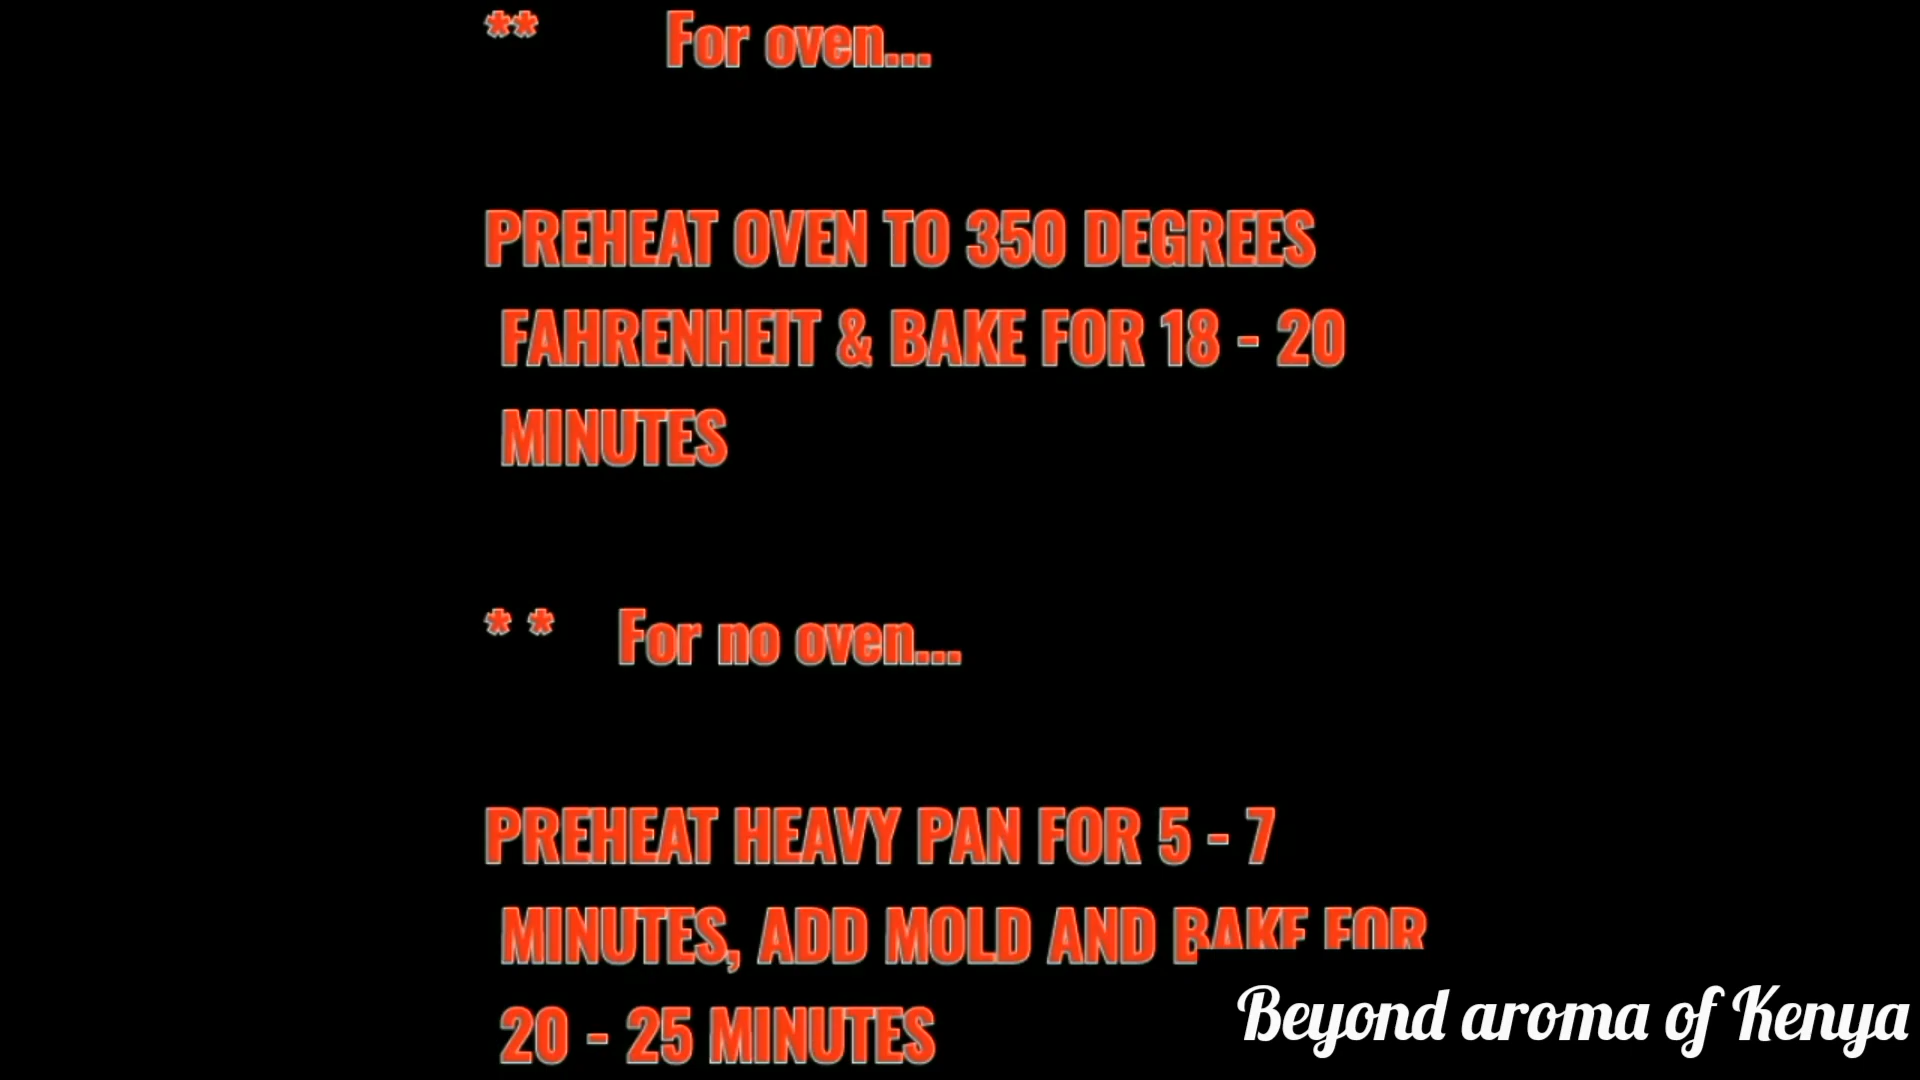 ** For oven...
PREHEAT OVEN TO 350 DEGREES
FAHRENHEIT & BAKE FOR 18 - 20
MINUTES
* * For no oven...
PREHEAT HEAVY PAN FOR 5 - 7
MINUTES, ADD MOLD AND BAKE FOR
20 - 25 MINUTES
Beyond aroma of Kenya